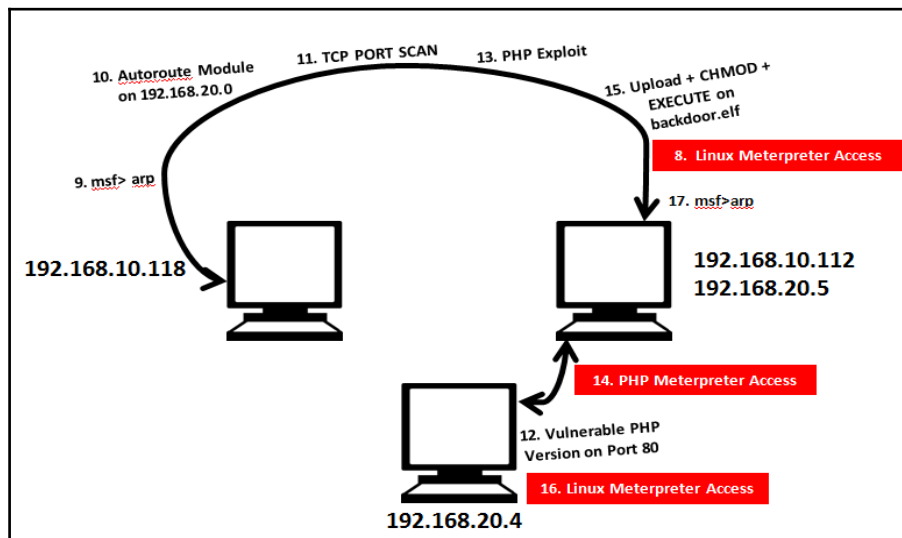 11. TCP PORT SCAN
13. PHP Exploit
10. Autoroute Module
on 192.168.20.0
15. Upload + CHMOD +
EXECUTE on
backdoor.elf
8. Linux Meterpreter Access
9. msf> arp
17. msf>arp
192.168.10.118
192.168.10.112
192.168.20.5
14. PHP Meterpreter Access
12. Vulnerable PHP
Version on Port 80
16. Linux Meterpreter Access
192.168.20.4